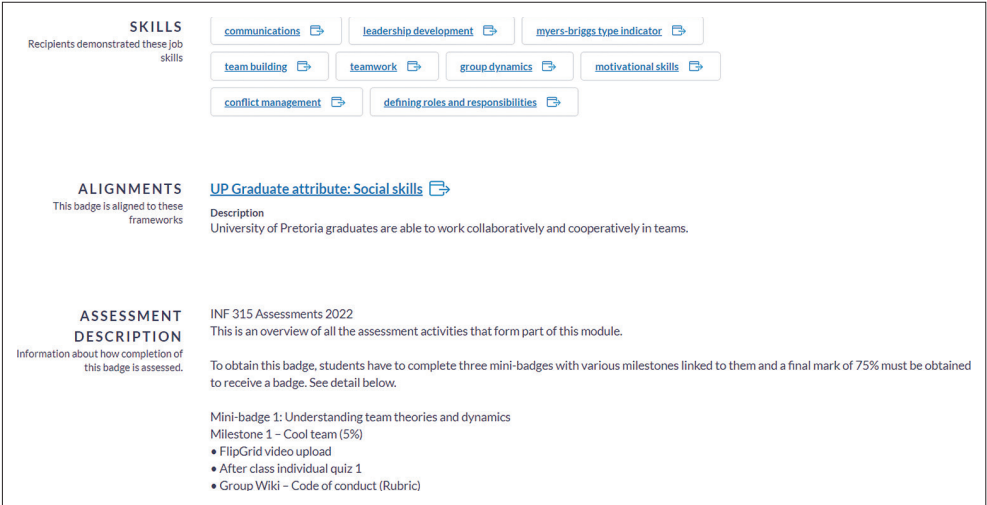 SKILLS
Recipients demonstrated these job
skills
communications
leadership development
myers-briggs type indicator
team building
teamwork
group dynamics
motivational skills
conflict management
defining roles and responsibilities
ALIGNMENTS
This badge is aligned to these
frameworks
UP Graduate attribute: Social skills
Description
University of Pretoria graduates are able to work collaboratively and cooperatively in teams.
ASSESSMENT
DESCRIPTION
Information about how completion of
this badge is assessed.
INF 315 Assessments 2022
This is an overview of all the assessment activities that form part of this module.
To obtain this badge, students have to complete three mini-badges with various milestones linked to them and a final mark of 75% must be obtained
to receive a badge. See detail below.
Mini-badge 1: Understanding team theories and dynamics
Milestone 1 – Cool team (5%)
• FlipGrid video upload
• After class individual quiz 1
• Group Wiki – Code of conduct (Rubric)